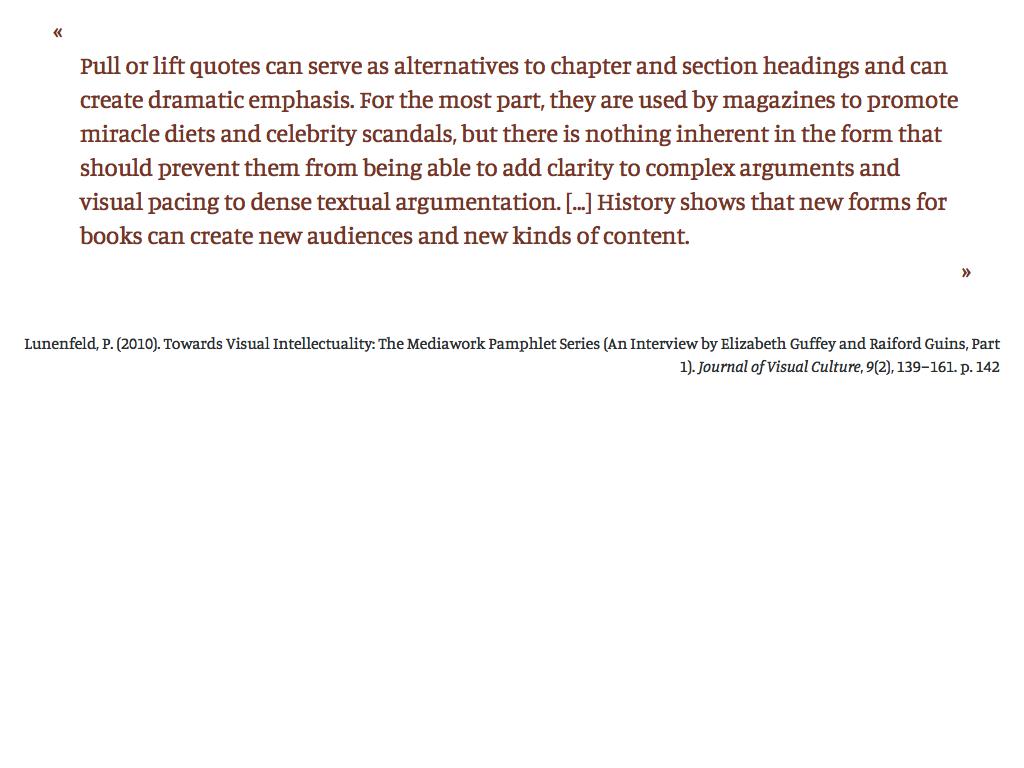 «
Pull or lift quotes can serve as alternatives to chapter and section headings and can
create dramatic emphasis. For the most part, they are used by magazines to promote
miracle diets and celebrity scandals, but there is nothing inherent in the form that
should prevent them from being able to add clarity to complex arguments and
visual pacing to dense textual argumentation. […] History shows that new forms for
books can create new audiences and new kinds of content.
»
Lunenfeld, P. (2010). Towards Visual Intellectuality: The Mediawork Pamphlet Series (An Interview by Elizabeth Guffey and Raiford Guins, Part
1). Journal of Visual Culture, 9(2), 139–161. p. 142